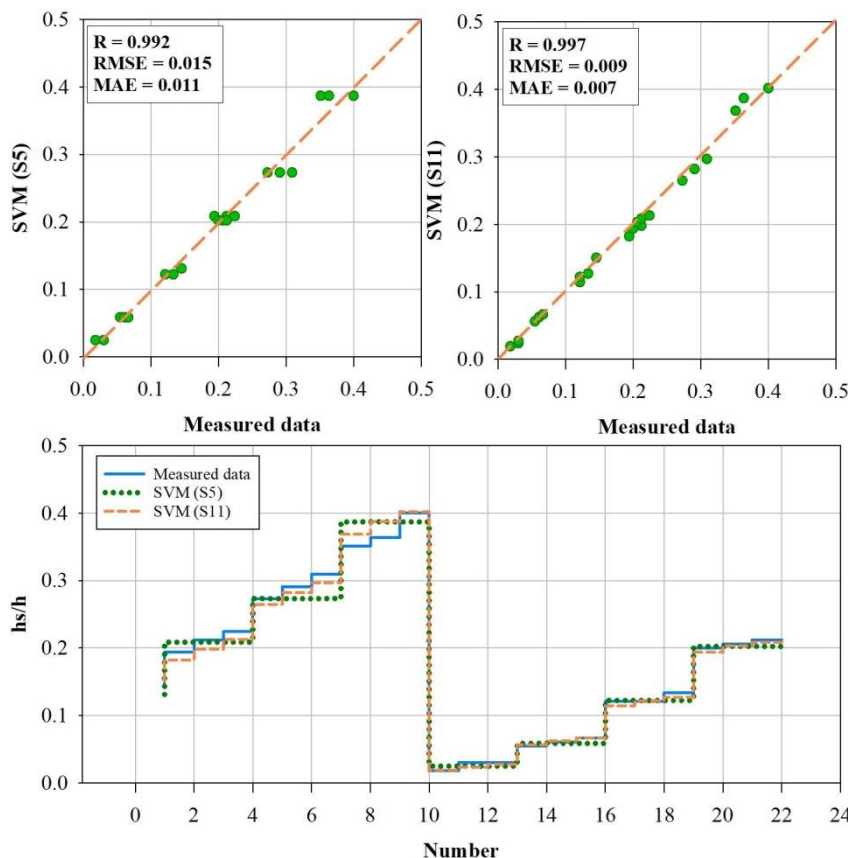 R = 0.992
RMSE = 0.015
MAE = 0.011
0.5
0.4
0.3
0.2
0.1
0.0
SVM (S5)
0.0 0.1 0.2 0.3 0.4 0.5
Measured data
R = 0.997
RMSE = 0.009
MAE = 0.007
0.5
0.4
0.3
0.2
0.1
0.0
SVM (S11)
0.0 0.1 0.2 0.3 0.4 0.5
Measured data
Measured data
SVM (S5)
SVM (S11)
0.5
0.4
0.3
0.2
0.1
0.0
hs/h
0 2 4 6 8 10 12 14 16 18 20 22 24
Number